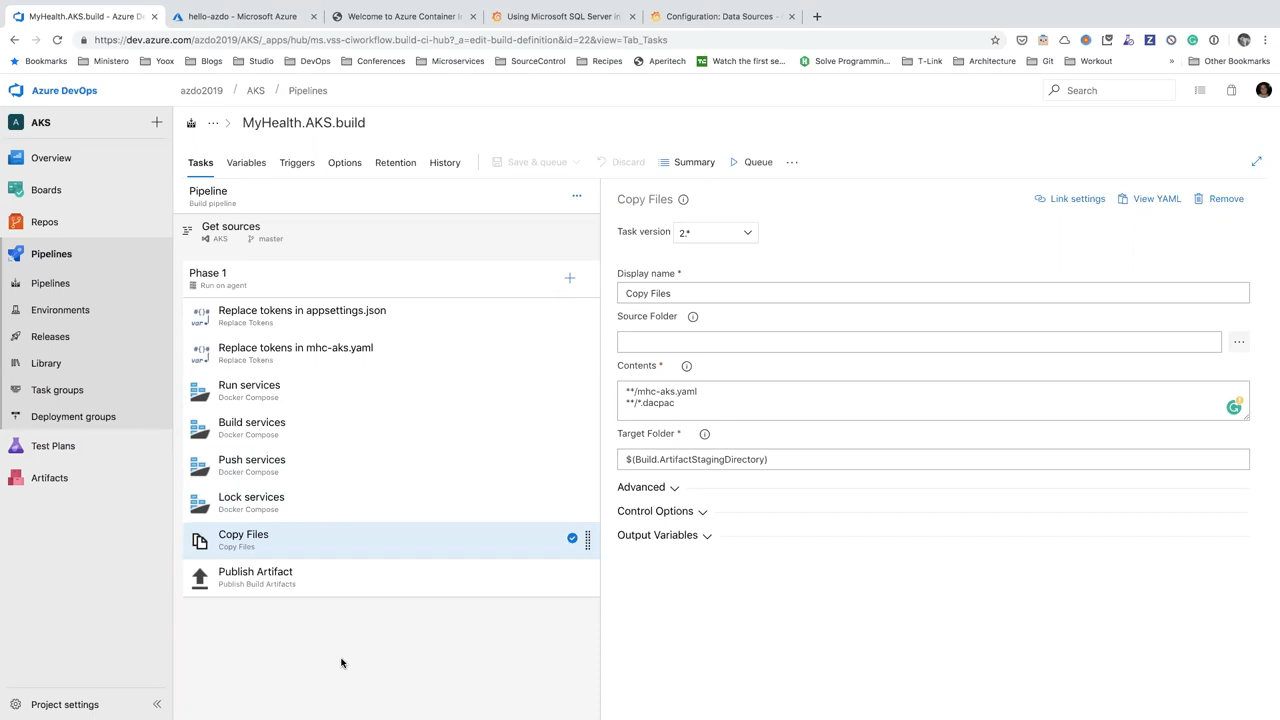 MyHealth.AKS.build - Azure De
hello-azdo - Microsoft Azure
Welcome to Azure Container I
Using Microsoft SQL Server in
Configuration: Data Sources -
https://dev.azure.com/azdo2019/AKS/_apps/hub/ms.vss-ciworkflow.build-ci-hub?_a=edit-build-definition&id=22&view=Tab_Tasks
Bookmarks Ministero Yoox Blogs Studio DevOps Conferences Microservices SourceControl Recipes Aperitech Watch the first se... Solve Programmin... T-Link Architecture Git Workout » Other Bookmarks
Azure DevOps
azdo2019 / AKS / Pipelines
Search
A AKS
Overview
Boards
Repos
Pipelines
Pipelines
Environments
Releases
Library
Task groups
Deployment groups
Test Plans
Artifacts
Project settings
... > MyHealth.AKS.build
Tasks Variables Triggers Options Retention History Save & queue Discard Summary Queue ...
Pipeline
Build pipeline
Get sources
AKS master
Phase 1
Run on agent
Replace tokens in appsettings.json
Replace Tokens
Replace tokens in mhc-aks.yaml
Replace Tokens
Run services
Docker Compose
Build services
Docker Compose
Push services
Docker Compose
Lock services
Docker Compose
Copy Files
Copy Files
Publish Artifact
Publish Build Artifacts
Copy Files
Link settings View YAML Remove
Task version 2.*
Display name *
Copy Files
Source Folder
Contents *
**/mhc-aks.yaml
**/*.dacpac
Target Folder *
$(Build.ArtifactStagingDirectory)
Advanced
Control Options
Output Variables